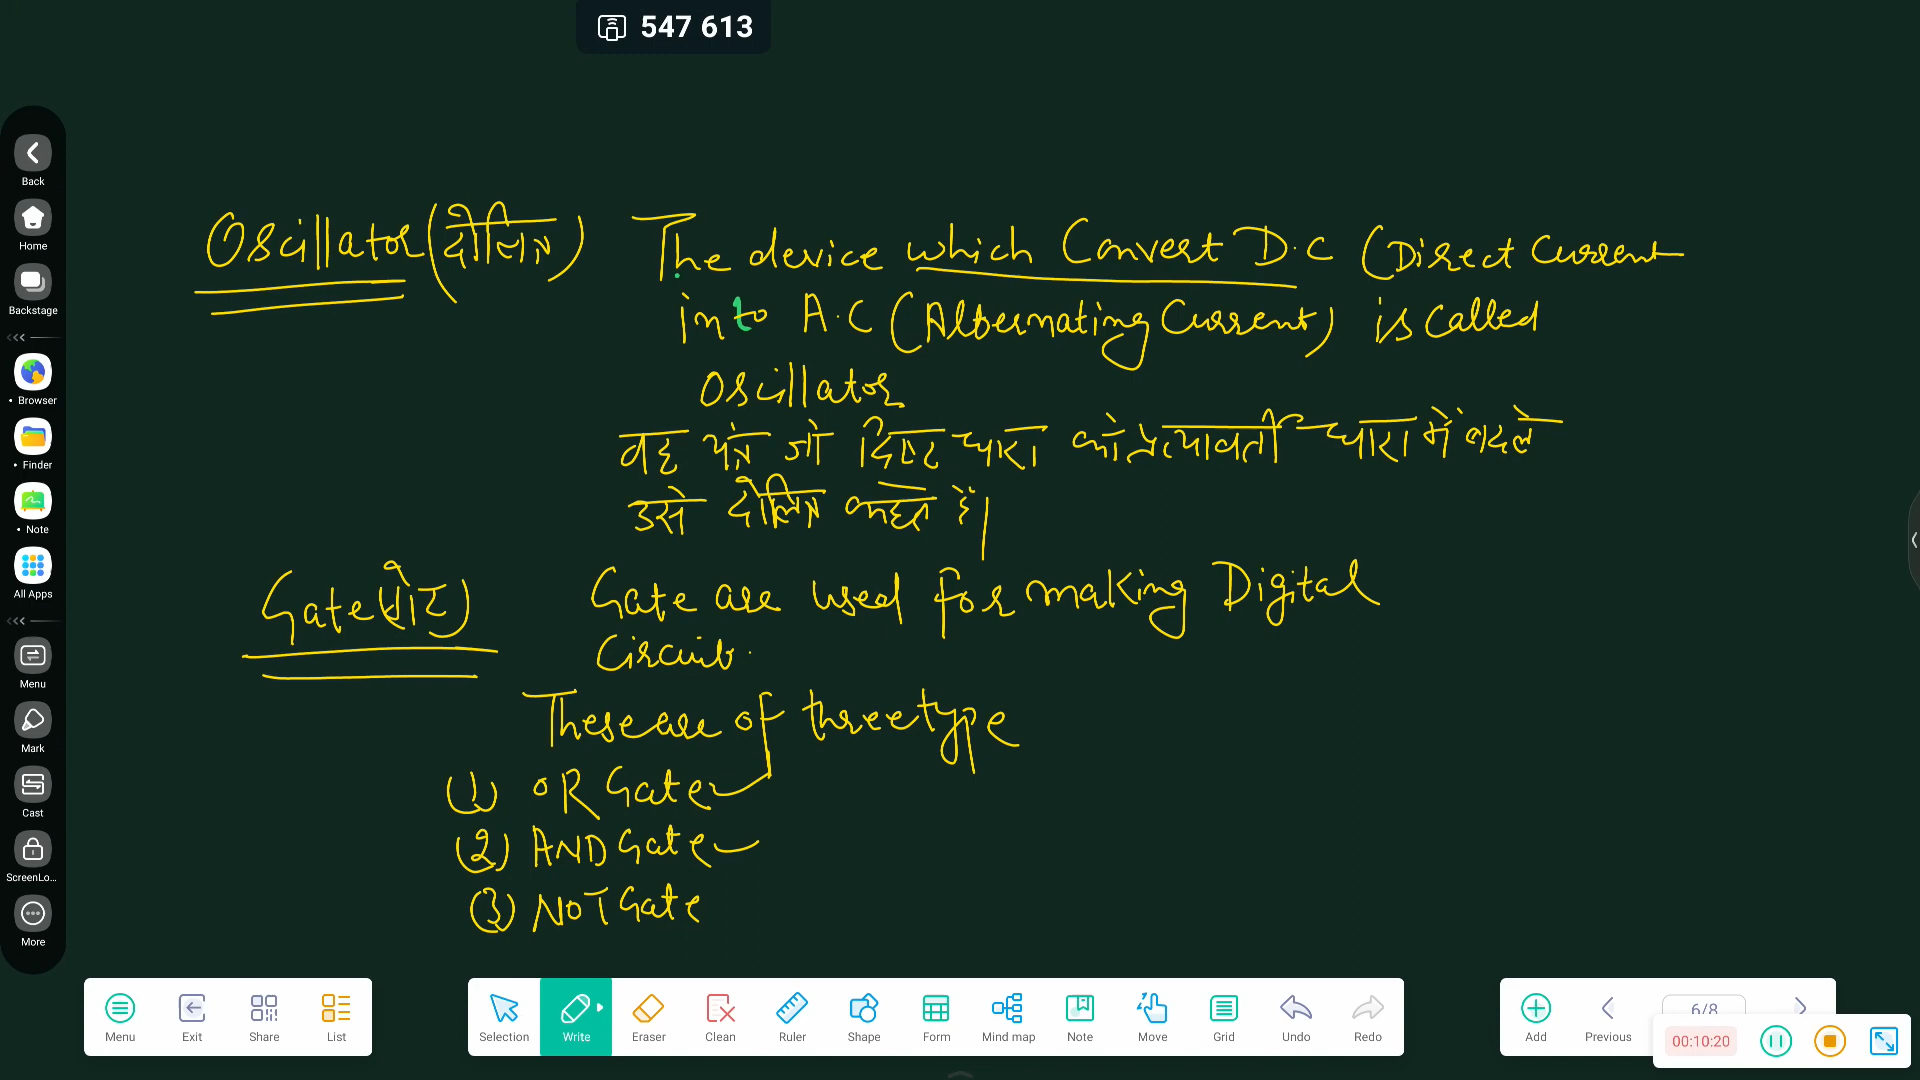 547 613
Oscillator (दोलित्र) The device which Convert D.C (Direct Current
into A.C (Alternating Current) is called
Oscillator
वह यंत्र जो दिष्ट धारा को प्रत्यावर्ती धारा में बदले
उसे दोलित्र कहते हैं।
Gate (गेट) Gate are used for making Digital
Circuit.
These are of three type
(1) OR Gate
(2) AND Gate
(3) NOT Gate
Back
Home
Backstage
Browser
Finder
Note
All Apps
Menu
Mark
Cast
ScreenLo...
More
Menu Exit Share List Selection Write Eraser Clean Ruler Shape Form Mind map Note Move Grid Undo Redo Add Previous 6/8
00:10:20